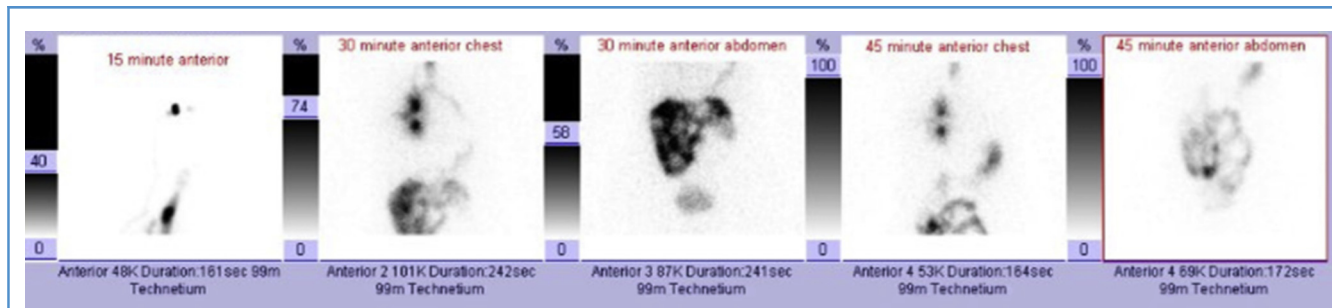 %
15 minute anterior
40
0
Anterior 48K Duration:161sec 99m
Technetium
%
30 minute anterior chest
74
0
Anterior 2 101K Duration:242sec
99m Technetium
%
30 minute anterior abdomen
58
0
Anterior 3 87K Duration:241sec
99m Technetium
%
45 minute anterior chest
100
0
Anterior 4 53K Duration:164sec
99m Technetium
%
45 minute anterior abdomen
100
0
Anterior 4 69K Duration:172sec
99m Technetium